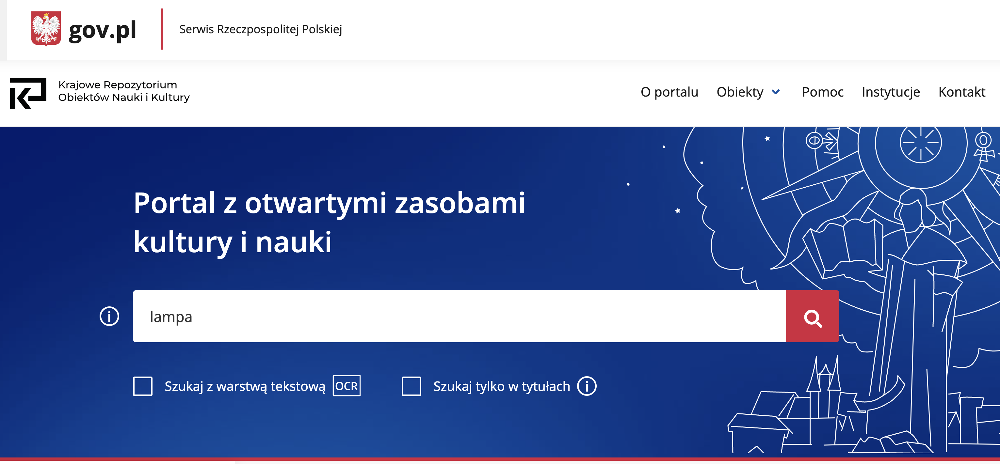 gov.pl
Serwis Rzeczpospolitej Polskiej
Krajowe Repozytorium
Obiektów Nauki i Kultury
O portalu Obiekty Pomoc Instytucje Kontakt
Portal z otwartymi zasobami
kultury i nauki
lampa
Szukaj z warstwą tekstową OCR Szukaj tylko w tytułach